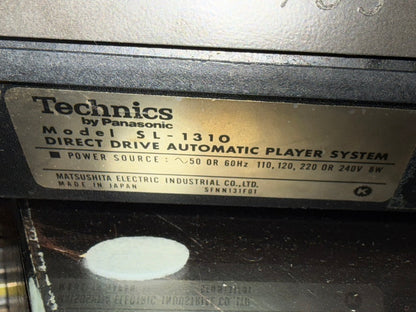 Technics
by Panasonic
Model SL-1310
DIRECT DRIVE AUTOMATIC PLAYER SYSTEM
■ POWER SOURCE : ∼50 OR 60Hz 110,120, 220 OR 240V 8W
MATSUSHITA ELECTRIC INDUSTRIAL CO.,LTD.
MADE IN JAPAN SFNN131F01
K